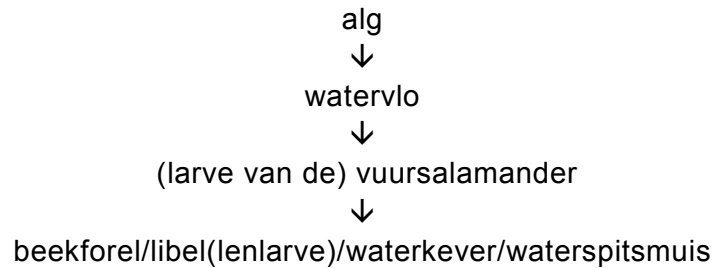 alg
↓
watervlo
↓
(larve van de) vuursalamander
↓
beekforel/libel(lenlarve)/waterkever/waterspitsmuis